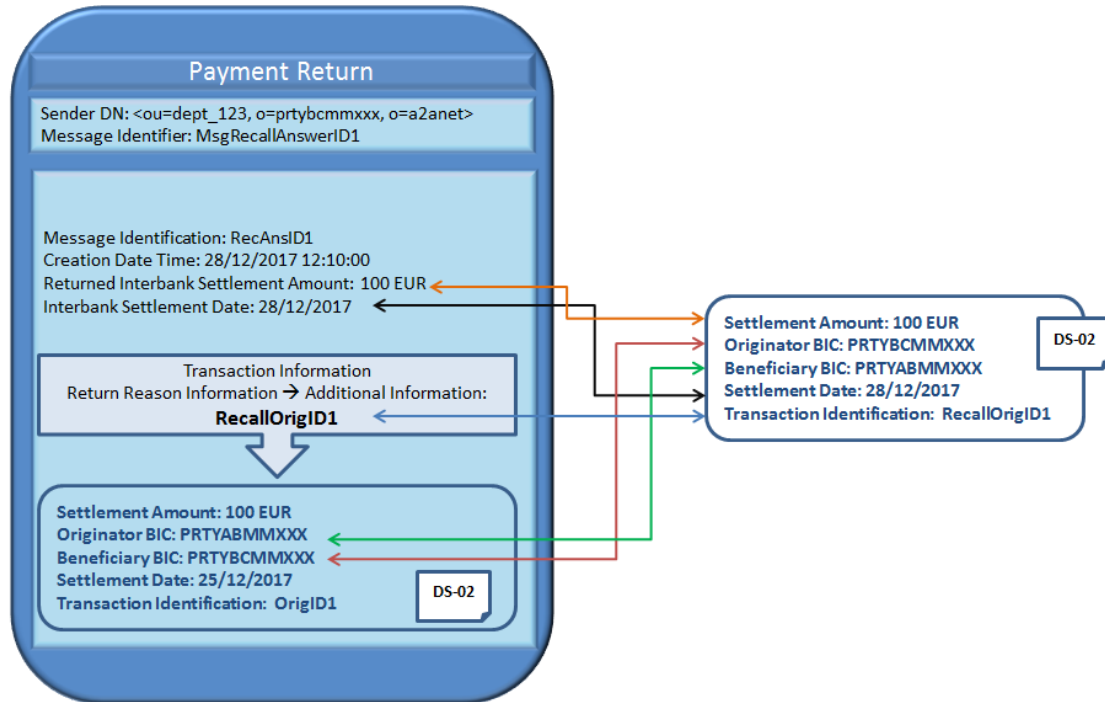 Payment Return
Sender DN: <ou=dept_123, o=prtybcmmxxx, o=a2anet>
Message Identifier: MsgRecallAnswerID1
Message Identification: RecAnsID1
Creation Date Time: 28/12/2017 12:10:00
Returned Interbank Settlement Amount: 100 EUR
Interbank Settlement Date: 28/12/2017
Transaction Information
Return Reason Information → Additional Information:
RecallOrigID1
Settlement Amount: 100 EUR
Originator BIC: PRTYABMMXXX
Beneficiary BIC: PRTYBCMMXXX
Settlement Date: 25/12/2017
Transaction Identification: OrigID1
DS-02
Settlement Amount: 100 EUR
Originator BIC: PRTYBCMMXXX
Beneficiary BIC: PRTYABMMXXX
Settlement Date: 28/12/2017
Transaction Identification: RecallOrigID1
DS-02